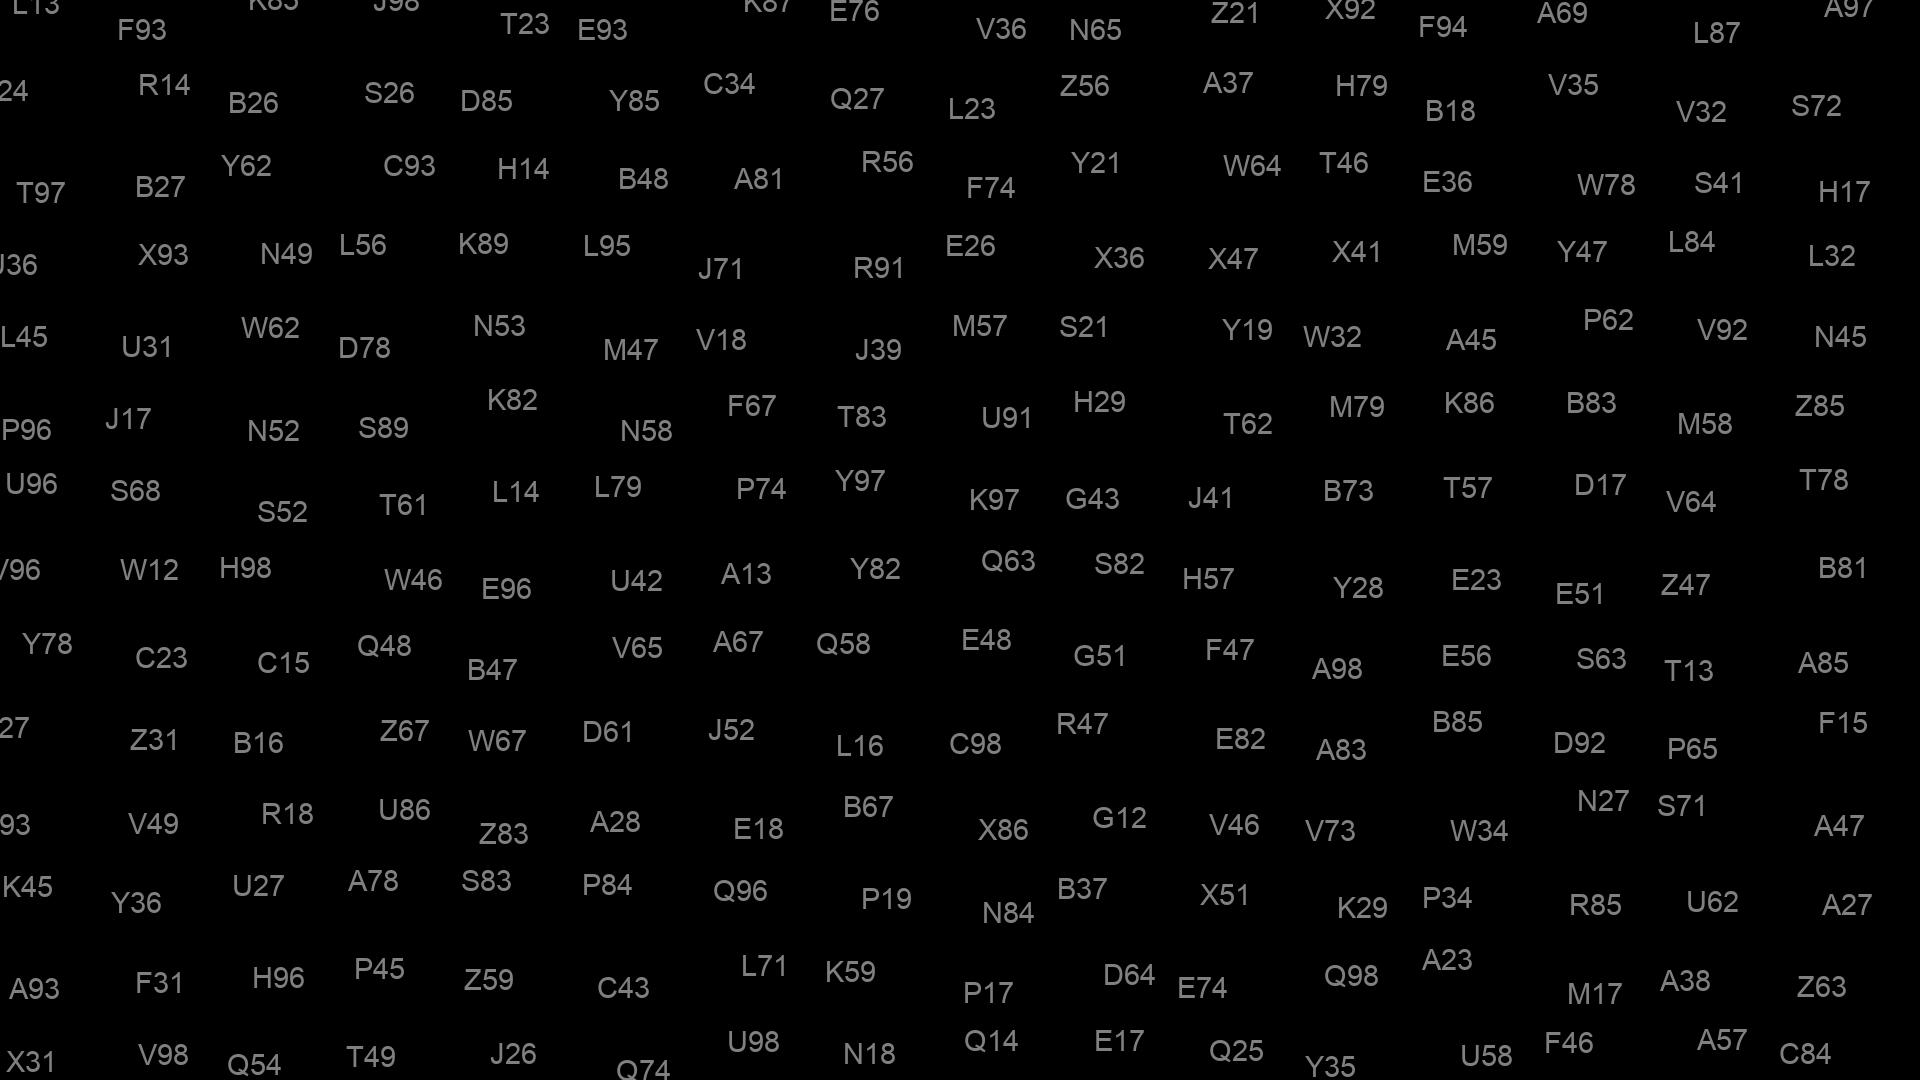 L13 F93 K85 J98 T23 E93 K87 E76 V36 N65 Z21 X92 F94 A69 L87 A97
24 R14 B26 S26 D85 Y85 C34 Q27 L23 Z56 A37 H79 B18 V35 V32 S72
T97 B27 Y62 C93 H14 B48 A81 R56 F74 Y21 W64 T46 E36 W78 S41 H17
J36 X93 N49 L56 K89 L95 J71 R91 E26 X36 X47 X41 M59 Y47 L84 L32
L45 U31 W62 D78 N53 M47 V18 J39 M57 S21 Y19 W32 A45 P62 V92 N45
P96 J17 N52 S89 K82 N58 F67 T83 U91 H29 T62 M79 K86 B83 M58 Z85
U96 S68 S52 T61 L14 L79 P74 Y97 K97 G43 J41 B73 T57 D17 V64 T78
V96 W12 H98 W46 E96 U42 A13 Y82 Q63 S82 H57 Y28 E23 E51 Z47 B81
Y78 C23 C15 Q48 B47 V65 A67 Q58 E48 G51 F47 A98 E56 S63 T13 A85
27 Z31 B16 Z67 W67 D61 J52 L16 C98 R47 E82 A83 B85 D92 P65 F15
93 V49 R18 U86 Z83 A28 E18 B67 X86 G12 V46 V73 W34 N27 S71 A47
K45 Y36 U27 A78 S83 P84 Q96 P19 N84 B37 X51 K29 P34 R85 U62 A27
A93 F31 H96 P45 Z59 C43 L71 K59 P17 D64 E74 Q98 A23 M17 A38 Z63
X31 V98 Q54 T49 J26 Q74 U98 N18 Q14 E17 Q25 Y35 U58 F46 A57 C84